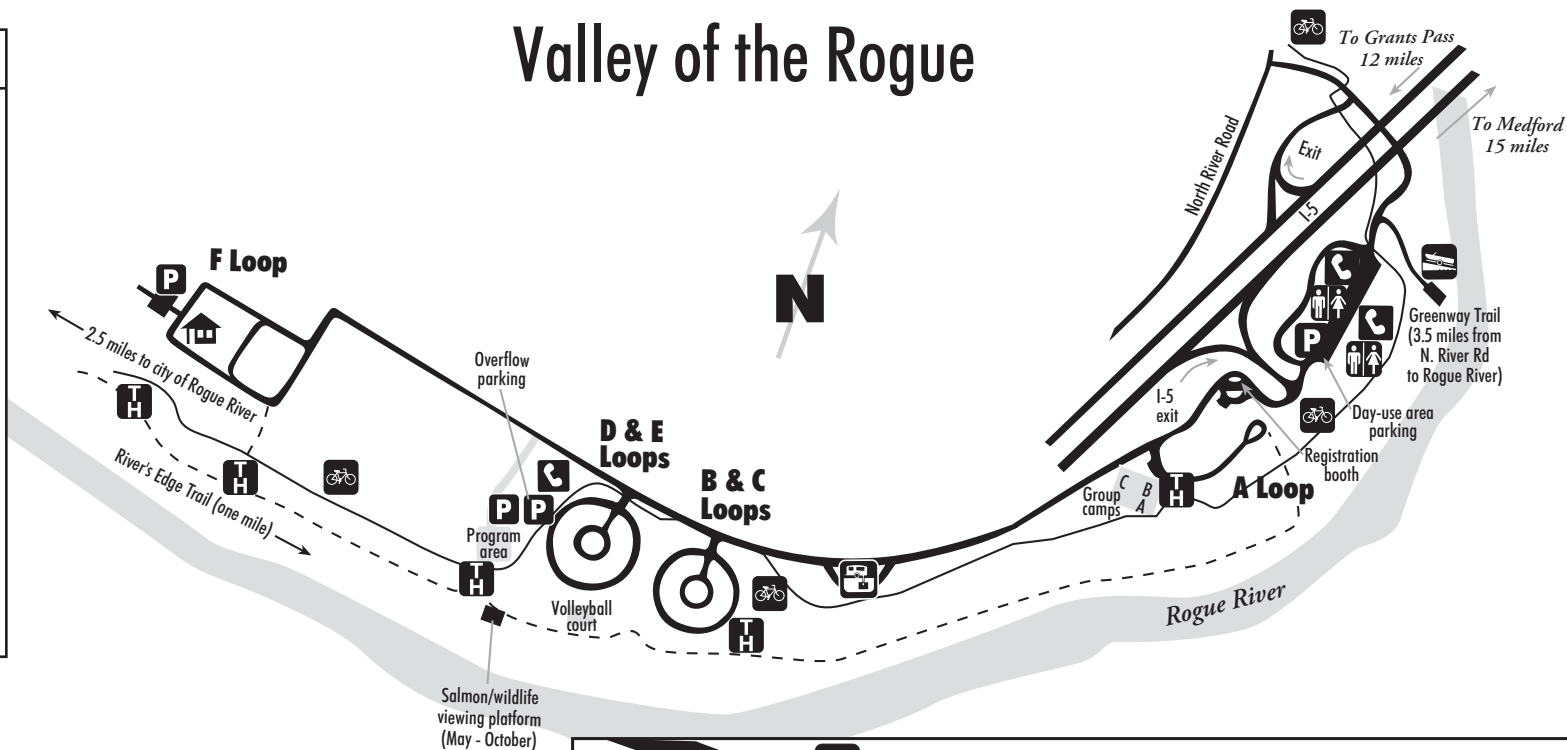 Valley of the Rogue
To Grants Pass
12 miles
To Medford
15 miles
North River Road
Exit
I-5
F Loop
P
N
Greenway Trail
(3.5 miles from
N. River Rd
to Rogue River)
P
2.5 miles to city of Rogue River
Overflow
parking
I-5
exit
Day-use area
parking
T
H
D & E
Loops
Registration
booth
River's Edge Trail (one mile)
T
H
B & C
Loops
A Loop
P
P
Group
camps
C
B
A
T
H
Program
area
T
H
Volleyball
court
T
H
Rogue River
Salmon/wildlife
viewing platform
(May - October)